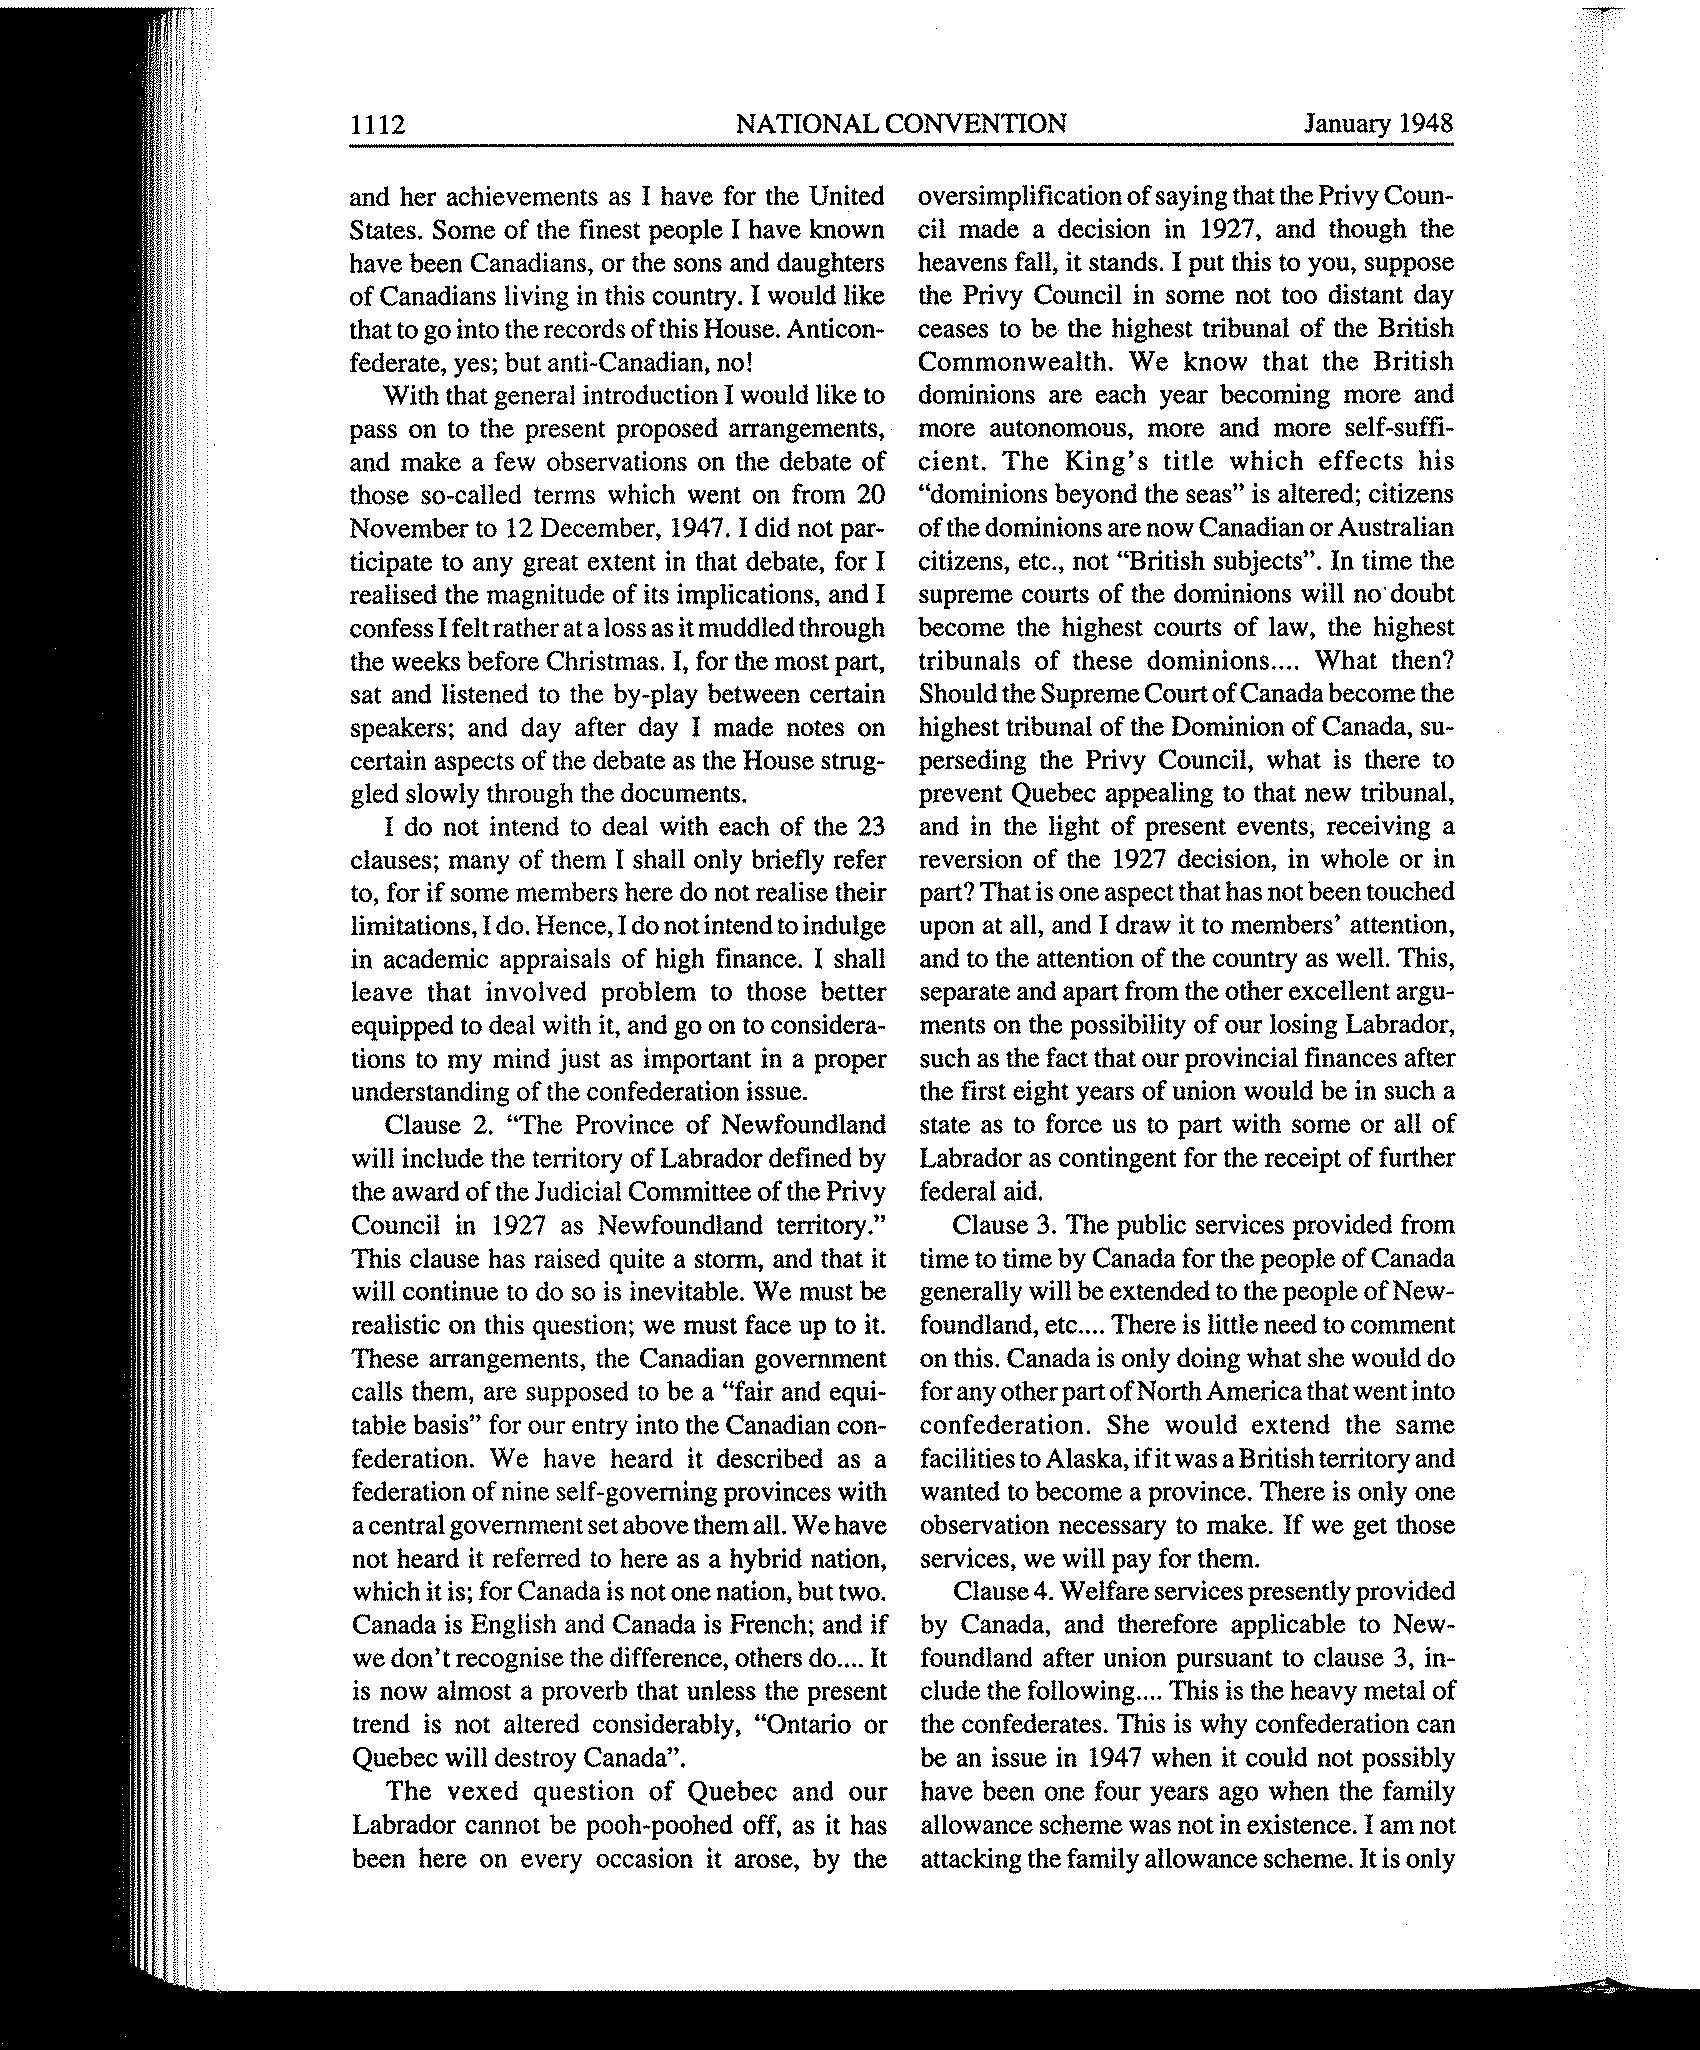 1112 NATIONAL CONVENTION January 1948
and her achievements as I have for the United
States. Some of the finest people I have known
have been Canadians, or the sons and daughters
of Canadians living in this country. I would like
that to go into the records of this House. Anticon-
federate, yes; but anti-Canadian, no!
With that general introduction I would like to
pass on to the present proposed arrangements,
and make a few observations on the debate of
those so-called terms which went on from 20
November to 12 December, 1947. I did not par-
ticipate to any great extent in that debate, for I
realised the magnitude of its implications, and I
confess I felt rather at a loss as it muddled through
the weeks before Christmas. I, for the most part,
sat and listened to the by-play between certain
speakers; and day after day I made notes on
certain aspects of the debate as the House strug-
gled slowly through the documents.
I do not intend to deal with each of the 23
clauses; many of them I shall only briefly refer
to, for if some members here do not realise their
limitations, I do. Hence, I do not intend to indulge
in academic appraisals of high finance. I shall
leave that involved problem to those better
equipped to deal with it, and go on to considera-
tions to my mind just as important in a proper
understanding of the confederation issue.
Clause 2. “The Province of Newfoundland
will include the territory of Labrador defined by
the award of the Judicial Committee of the Privy
Council in 1927 as Newfoundland territory.”
This clause has raised quite a storm, and that it
will continue to do so is inevitable. We must be
realistic on this question; we must face up to it.
These arrangements, the Canadian government
calls them, are supposed to be a “fair and equi-
table basis” for our entry into the Canadian con-
federation. We have heard it described as a
federation of nine self-governing provinces with
a central government set above them all. We have
not heard it referred to here as a hybrid nation,
which it is; for Canada is not one nation, but two.
Canada is English and Canada is French; and if
we don’t recognise the difference, others do.... It
is now almost a proverb that unless the present
trend is not altered considerably, “Ontario or
Quebec will destroy Canada”.
The vexed question of Quebec and our
Labrador cannot be pooh-poohed off, as it has
been here on every occasion it arose, by the
oversimplification of saying that the Privy Coun-
cil made a decision in 1927, and though the
heavens fall, it stands. I put this to you, suppose
the Privy Council in some not too distant day
ceases to be the highest tribunal of the British
Commonwealth. We know that the British
dominions are each year becoming more and
more autonomous, more and more self-suffi-
cient. The King’s title which effects his
“dominions beyond the seas” is altered; citizens
of the dominions are now Canadian or Australian
citizens, etc., not “British subjects”. In time the
supreme courts of the dominions will no doubt
become the highest courts of law, the highest
tribunals of these dominions.... What then?
Should the Supreme Court of Canada become the
highest tribunal of the Dominion of Canada, su-
perseding the Privy Council, what is there to
prevent Quebec appealing to that new tribunal,
and in the light of present events, receiving a
reversion of the 1927 decision, in whole or in
part? That is one aspect that has not been touched
upon at all, and I draw it to members’ attention,
and to the attention of the country as well. This,
separate and apart from the other excellent argu-
ments on the possibility of our losing Labrador,
such as the fact that our provincial finances after
the first eight years of union would be in such a
state as to force us to part with some or all of
Labrador as contingent for the receipt of further
federal aid.
Clause 3. The public services provided from
time to time by Canada for the people of Canada
generally will be extended to the people of New-
foundland, etc.... There is little need to comment
on this. Canada is only doing what she would do
for any other part of North America that went into
confederation. She would extend the same
facilities to Alaska, if it was a British territory and
wanted to become a province. There is only one
observation necessary to make. If we get those
services, we will pay for them.
Clause 4. Welfare services presently provided
by Canada, and therefore applicable to New-
foundland after union pursuant to clause 3, in-
clude the following.... This is the heavy metal of
the confederates. This is why confederation can
be an issue in 1947 when it could not possibly
have been one four years ago when the family
allowance scheme was not in existence. I am not
attacking the family allowance scheme. It is only